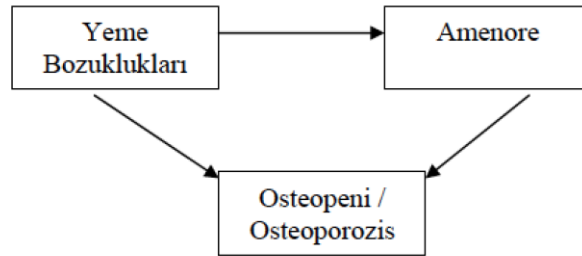 Yeme
Bozuklukları
Amenore
Osteopeni /
Osteoporozis